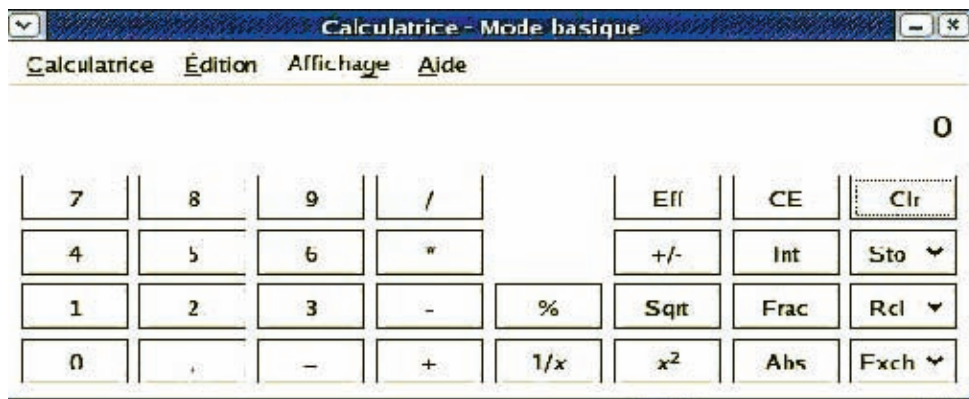 Calculatrice - Mode basique
Calculatrice Édition Affichage Aide
0
7 8 9 / Eff CE Clr
4 5 6 * +/- Int Sto
1 2 3 - % Sqrt Frac Rcl
0 , = + 1/x x² Abs Exch